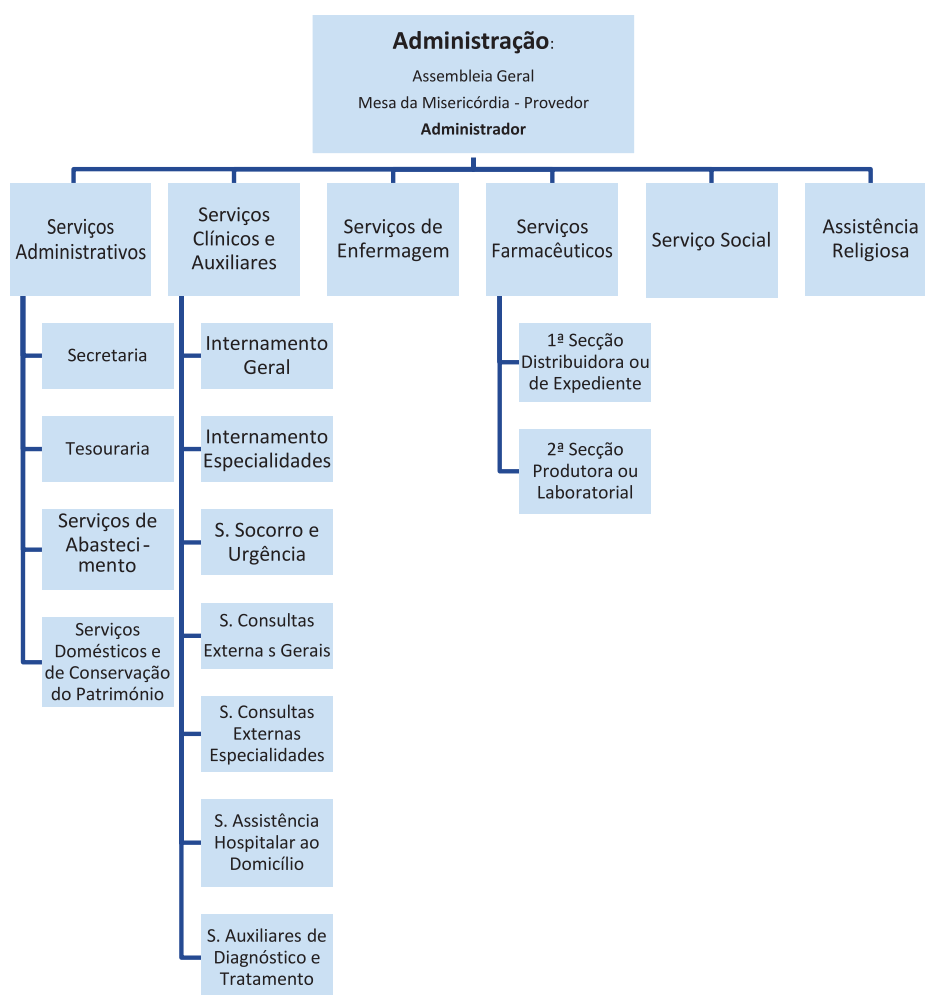 Administração:
Assembleia Geral
Mesa da Misericórdia - Provedor
Administrador
Serviços
Administrativos
Serviços
Clínicos e
Auxiliares
Serviços de
Enfermagem
Serviços
Farmacêuticos
Serviço Social
Assistência
Religiosa
Secretaria
Tesouraria
Serviços de
Abasteci-
mento
Serviços
Domésticos e
de Conservação
do Património
Internamento
Geral
Internamento
Especialidades
S. Socorro e
Urgência
S. Consultas
Externa s Gerais
S. Consultas
Externas
Especialidades
S. Assistência
Hospitalar ao
Domicílio
S. Auxiliares de
Diagnóstico e
Tratamento
1ª Secção
Distribuidora ou
de Expediente
2ª Secção
Produtora ou
Laboratorial